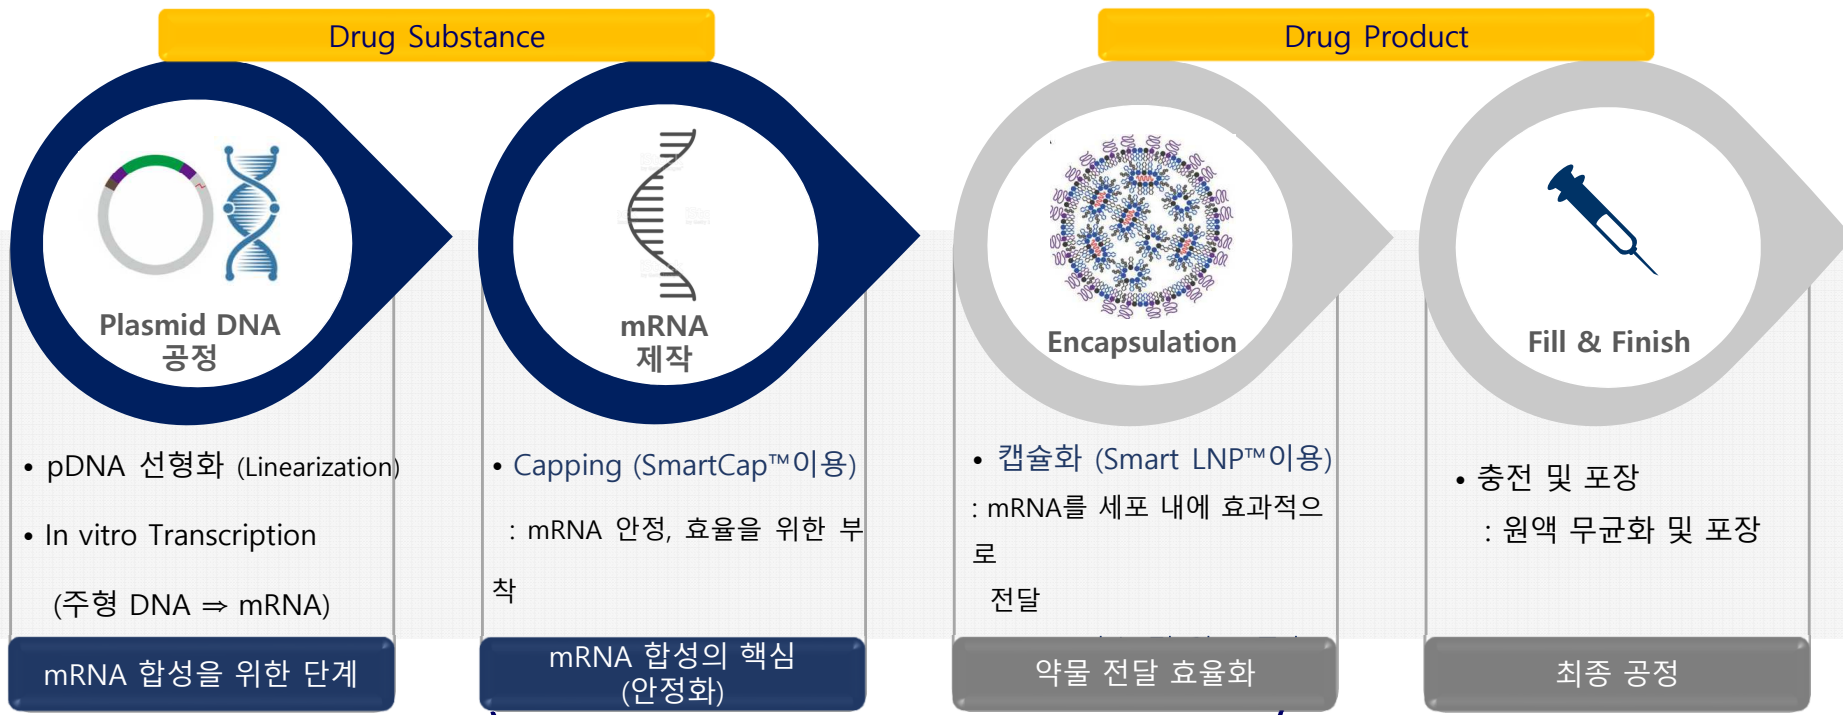 Drug Substance
Drug Product
Plasmid DNA
공정
mRNA
제작
Encapsulation
Fill & Finish
• pDNA 선형화 (Linearization)
• In vitro Transcription
(주형 DNA ⇒ mRNA)
• Capping (SmartCap™이용)
: mRNA 안정, 효율을 위한 부
착
• 캡슐화 (Smart LNP™이용)
: mRNA를 세포 내에 효과적으
로
전달
• 충전 및 포장
: 원액 무균화 및 포장
mRNA 합성을 위한 단계
mRNA 합성의 핵심
(안정화)
약물 전달 효율화
최종 공정